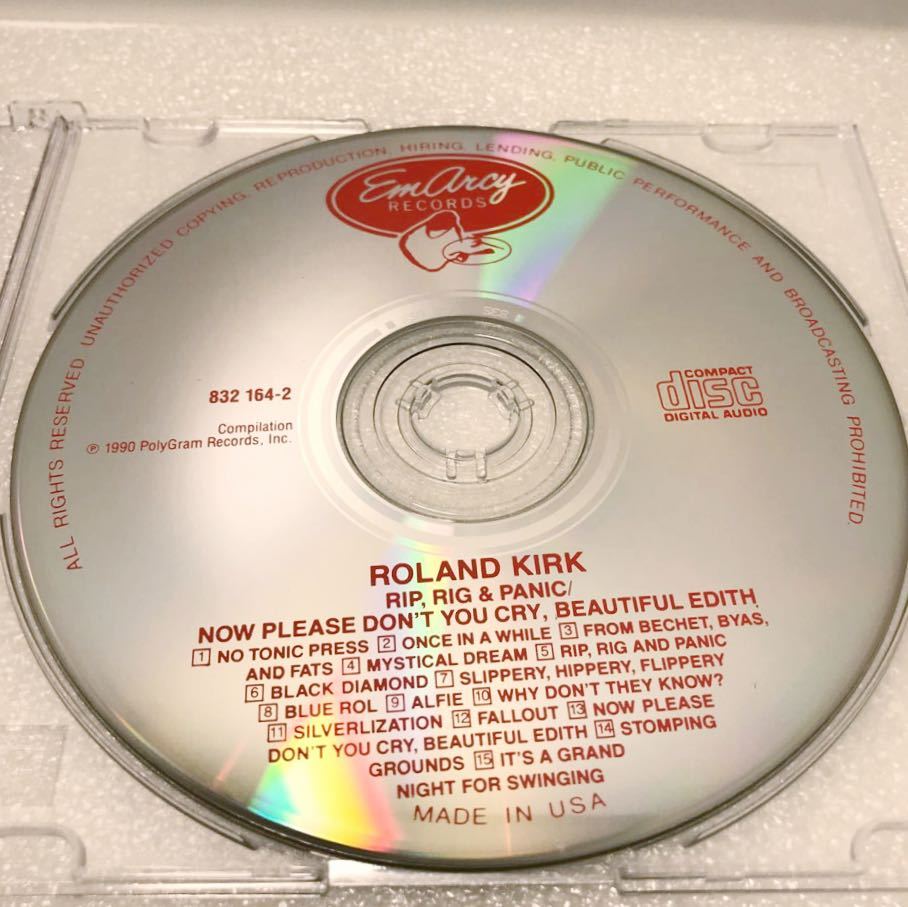 ALL RIGHTS RESERVED UNAUTHORIZED COPYING, REPRODUCTION, HIRING, LENDING, PUBLIC PERFORMANCE AND BROADCASTING PROHIBITED.
EmArcy
RECORDS
832 164-2
Compilation
℗ 1990 PolyGram Records, Inc.
COMPACT
disc
DIGITAL AUDIO
ROLAND KIRK
RIP, RIG & PANIC/
NOW PLEASE DON'T YOU CRY, BEAUTIFUL EDITH
1 NO TONIC PRESS 2 ONCE IN A WHILE 3 FROM BECHET, BYAS,
AND FATS 4 MYSTICAL DREAM 5 RIP, RIG AND PANIC
6 BLACK DIAMOND 7 SLIPPERY, HIPPERY, FLIPPERY
8 BLUE ROL 9 ALFIE 10 WHY DON'T THEY KNOW?
11 SILVERLIZATION 12 FALLOUT 13 NOW PLEASE
DON'T YOU CRY, BEAUTIFUL EDITH 14 STOMPING
GROUNDS 15 IT'S A GRAND
NIGHT FOR SWINGING
MADE IN USA